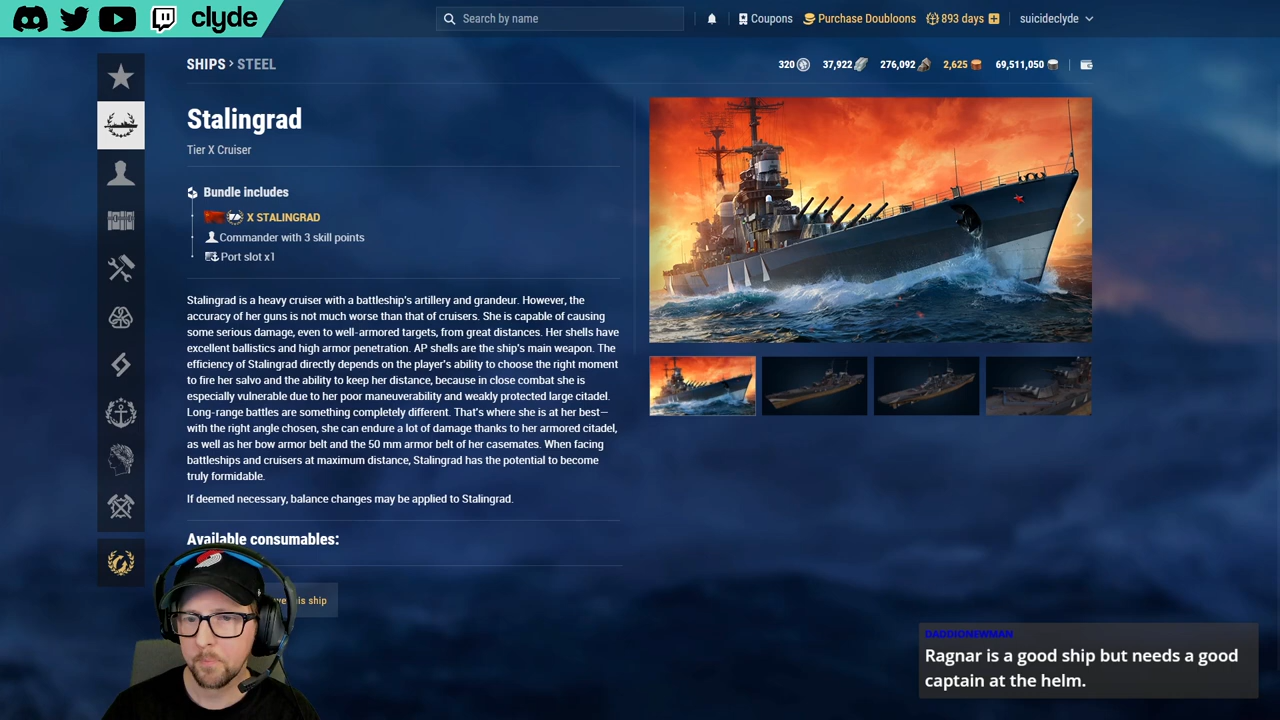 clyde
Search by name
Coupons
Purchase Doubloons
893 days
suicideclyde
SHIPS > STEEL
320
37,922
276,092
2,625
69,511,050
Stalingrad
Tier X Cruiser
Bundle includes
X STALINGRAD
Commander with 3 skill points
Port slot x1
Stalingrad is a heavy cruiser with a battleship's artillery and grandeur. However, the
accuracy of her guns is not much worse than that of cruisers. She is capable of causing
some serious damage, even to well-armored targets, from great distances. Her shells have
excellent ballistics and high armor penetration. AP shells are the ship's main weapon. The
efficiency of Stalingrad directly depends on the player's ability to choose the right moment
to fire her salvo and the ability to keep her distance, because in close combat she is
especially vulnerable due to her poor maneuverability and weakly protected large citadel.
Long-range battles are something completely different. That's where she is at her best—
with the right angle chosen, she can endure a lot of damage thanks to her armored citadel,
as well as her bow armor belt and the 50 mm armor belt of her casemates. When facing
battleships and cruisers at maximum distance, Stalingrad has the potential to become
truly formidable.
If deemed necessary, balance changes may be applied to Stalingrad.
Available consumables:
this ship
DADDIONEWMAN
Ragnar is a good ship but needs a good
captain at the helm.